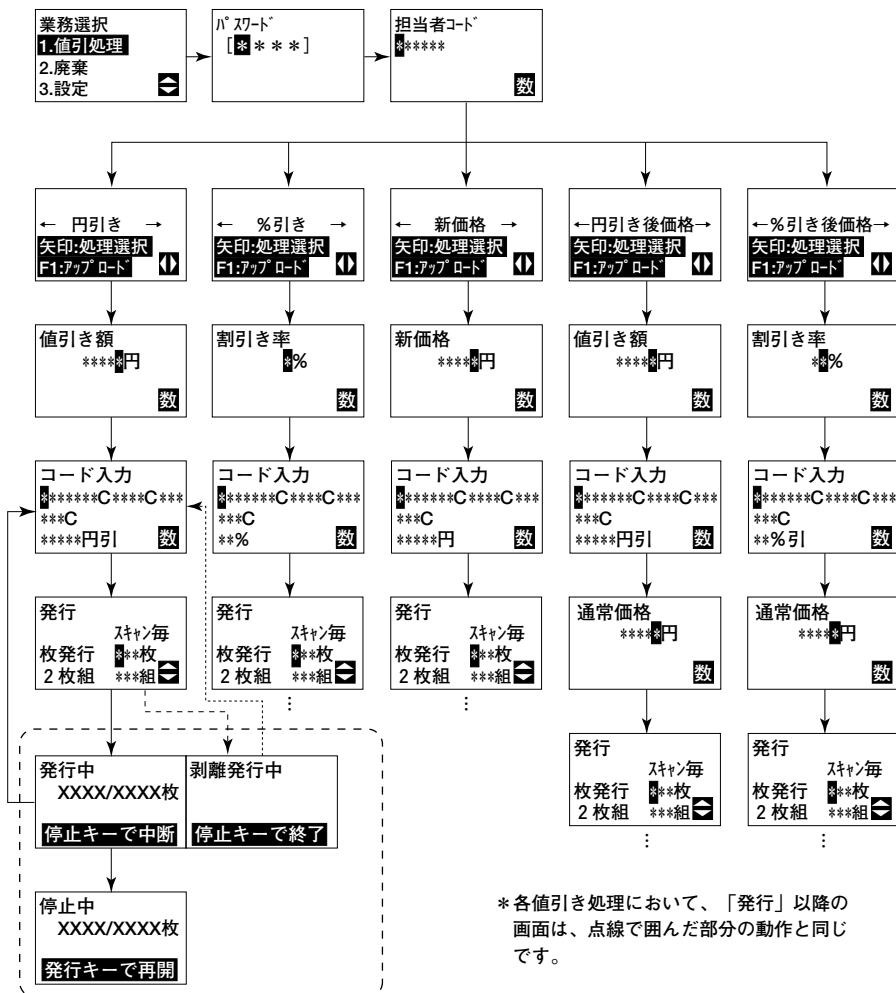 業務選択
1.値引処理
2.廃棄
3.設定
ﾊﾟｽﾜｰﾄﾞ
[****]
担当者ｺｰﾄﾞ
******
数
← 円引き →
矢印:処理選択
F1:ｱｯﾌﾟﾛｰﾄﾞ
← %引き →
矢印:処理選択
F1:ｱｯﾌﾟﾛｰﾄﾞ
← 新価格 →
矢印:処理選択
F1:ｱｯﾌﾟﾛｰﾄﾞ
←円引き後価格→
矢印:処理選択
F1:ｱｯﾌﾟﾛｰﾄﾞ
←%引き後価格→
矢印:処理選択
F1:ｱｯﾌﾟﾛｰﾄﾞ
値引き額
*****円
数
割引き率
*%
数
新価格
*****円
数
値引き額
*****円
数
割引き率
**%
数
コード入力
*******C****C***
***C
*****円引 数
コード入力
*******C****C***
***C
**% 数
コード入力
*******C****C***
***C
*****円 数
コード入力
*******C****C***
***C
*****円引 数
コード入力
*******C****C***
***C
**%引 数
発行
ｽｷｬﾝ毎
枚発行 ***枚
2枚組 ***組
発行
ｽｷｬﾝ毎
枚発行 ***枚
2枚組 ***組
⋮
発行
ｽｷｬﾝ毎
枚発行 ***枚
2枚組 ***組
⋮
通常価格
*****円
数
通常価格
*****円
数
発行中
XXXX/XXXX枚
停止キーで中断
剥離発行中
停止キーで終了
発行
ｽｷｬﾝ毎
枚発行 ***枚
2枚組 ***組
⋮
発行
ｽｷｬﾝ毎
枚発行 ***枚
2枚組 ***組
⋮
停止中
XXXX/XXXX枚
発行キーで再開
*各値引き処理において、「発行」以降の
画面は、点線で囲んだ部分の動作と同じ
です。